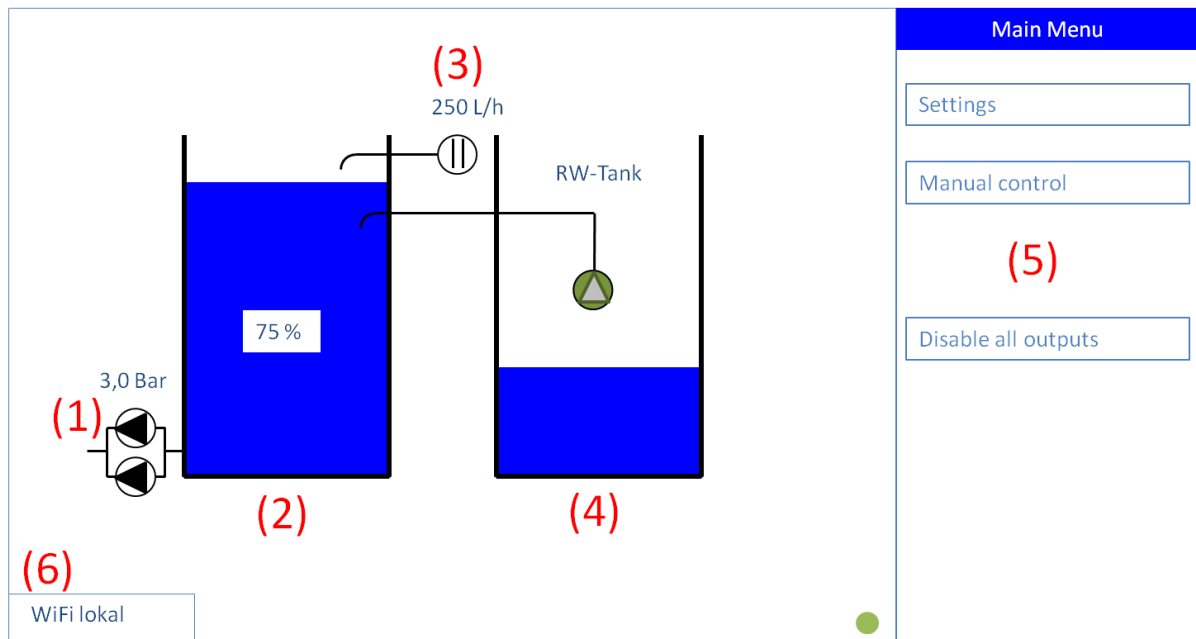 Main Menu
(3)
250 L/h
Settings
RW-Tank
Manual control
(5)
75 %
Disable all outputs
3,0 Bar
(1)
(2)
(4)
(6)
WiFi lokal